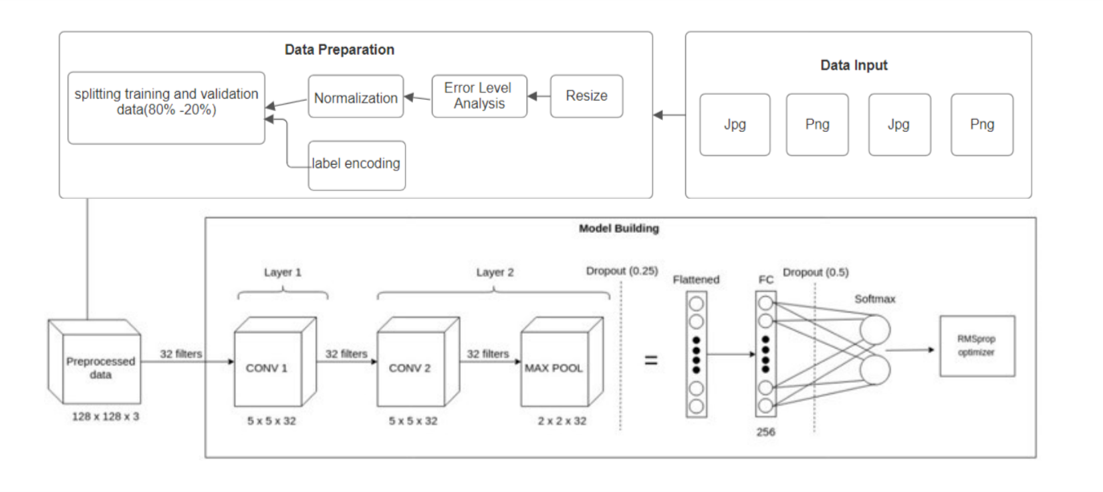 Data Preparation
splitting training and validation
data(80% -20%)
Normalization
Error Level
Analysis
Resize
label encoding
Data Input
Jpg
Png
Jpg
Png
Model Building
Layer 1
Layer 2
Dropout (0.25)
Flattened
FC
Dropout (0.5)
Softmax
Preprocessed
data
128 x 128 x 3
32 filters
CONV 1
5 x 5 x 32
32 filters
CONV 2
5 x 5 x 32
32 filters
MAX POOL
2 x 2 x 32
=
256
RMSprop
optimizer